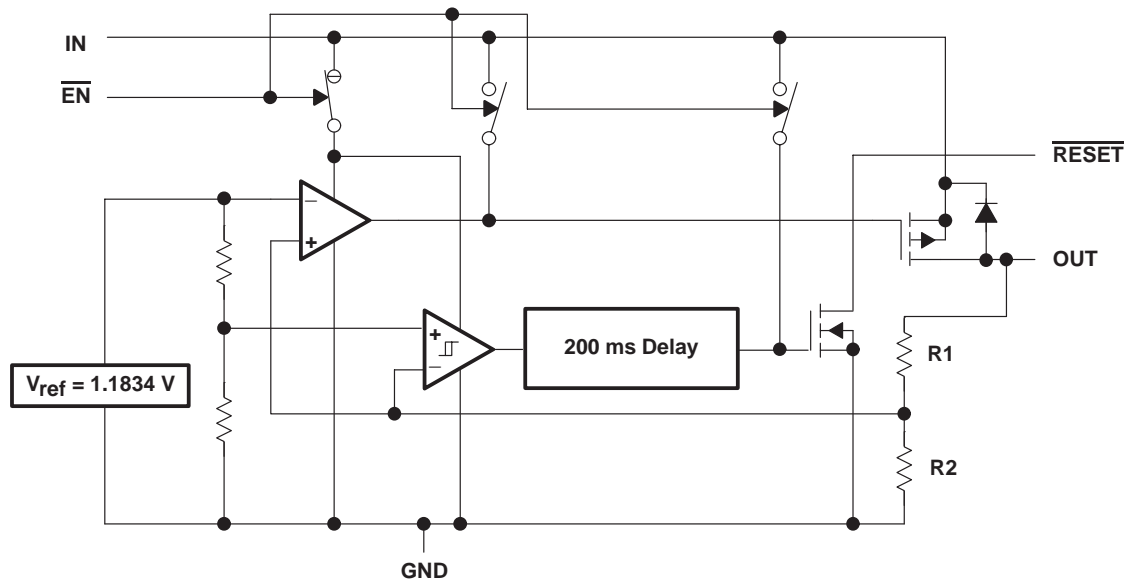 IN
EN
RESET
−
+
OUT
+
−
200 ms Delay
R1
Vref = 1.1834 V
R2
GND